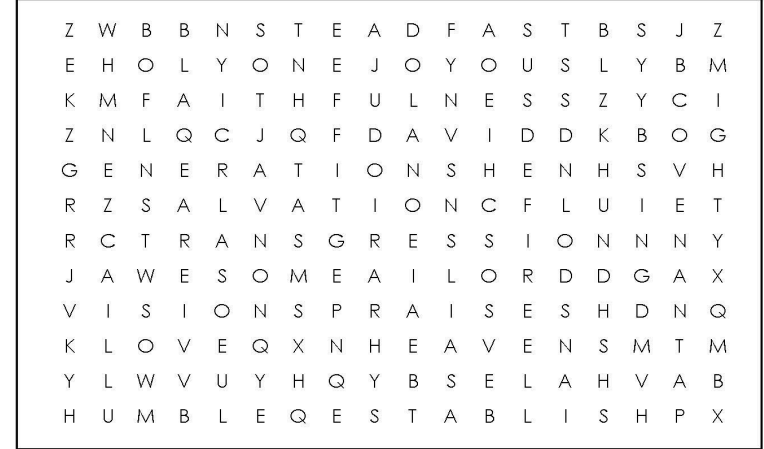 Z W B B N S T E A D F A S T B S J Z
E H O L Y O N E J O Y O U S L Y B M
K M F A I T H F U L N E S S Z Y C I
Z N L Q C J Q F D A V I D D K B O G
G E N E R A T I O N S H E N H S V H
R Z S A L V A T I O N C F L U I E T
R C T R A N S G R E S S I O N N N Y
J A W E S O M E A I L O R D D G A X
V I S I O N S P R A I S E S H D N Q
K L O V E Q X N H E A V E N S M T M
Y L W V U Y H Q Y B S E L A H V A B
H U M B L E Q E S T A B L I S H P X